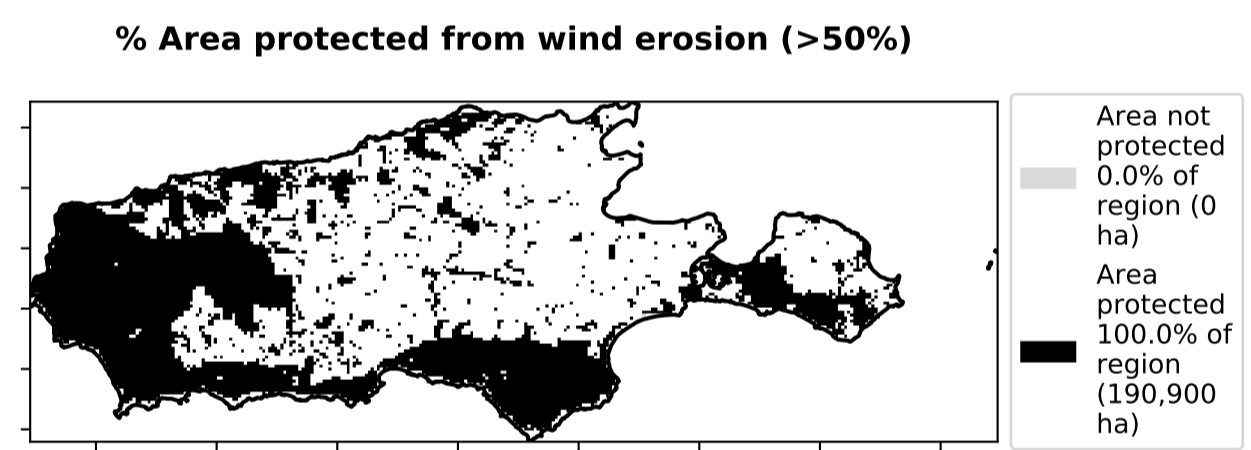 % Area protected from wind erosion (>50%)
Area not
protected
0.0% of
region (0
ha)
Area
protected
100.0% of
region
(190,900
ha)